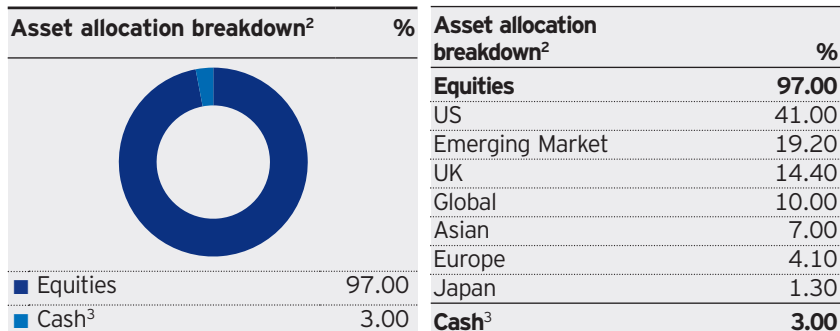 Asset allocation breakdown² %
Equities 97.00
Cash³ 3.00
Asset allocation
breakdown² %
Equities 97.00
US 41.00
Emerging Market 19.20
UK 14.40
Global 10.00
Asian 7.00
Europe 4.10
Japan 1.30
Cash³ 3.00